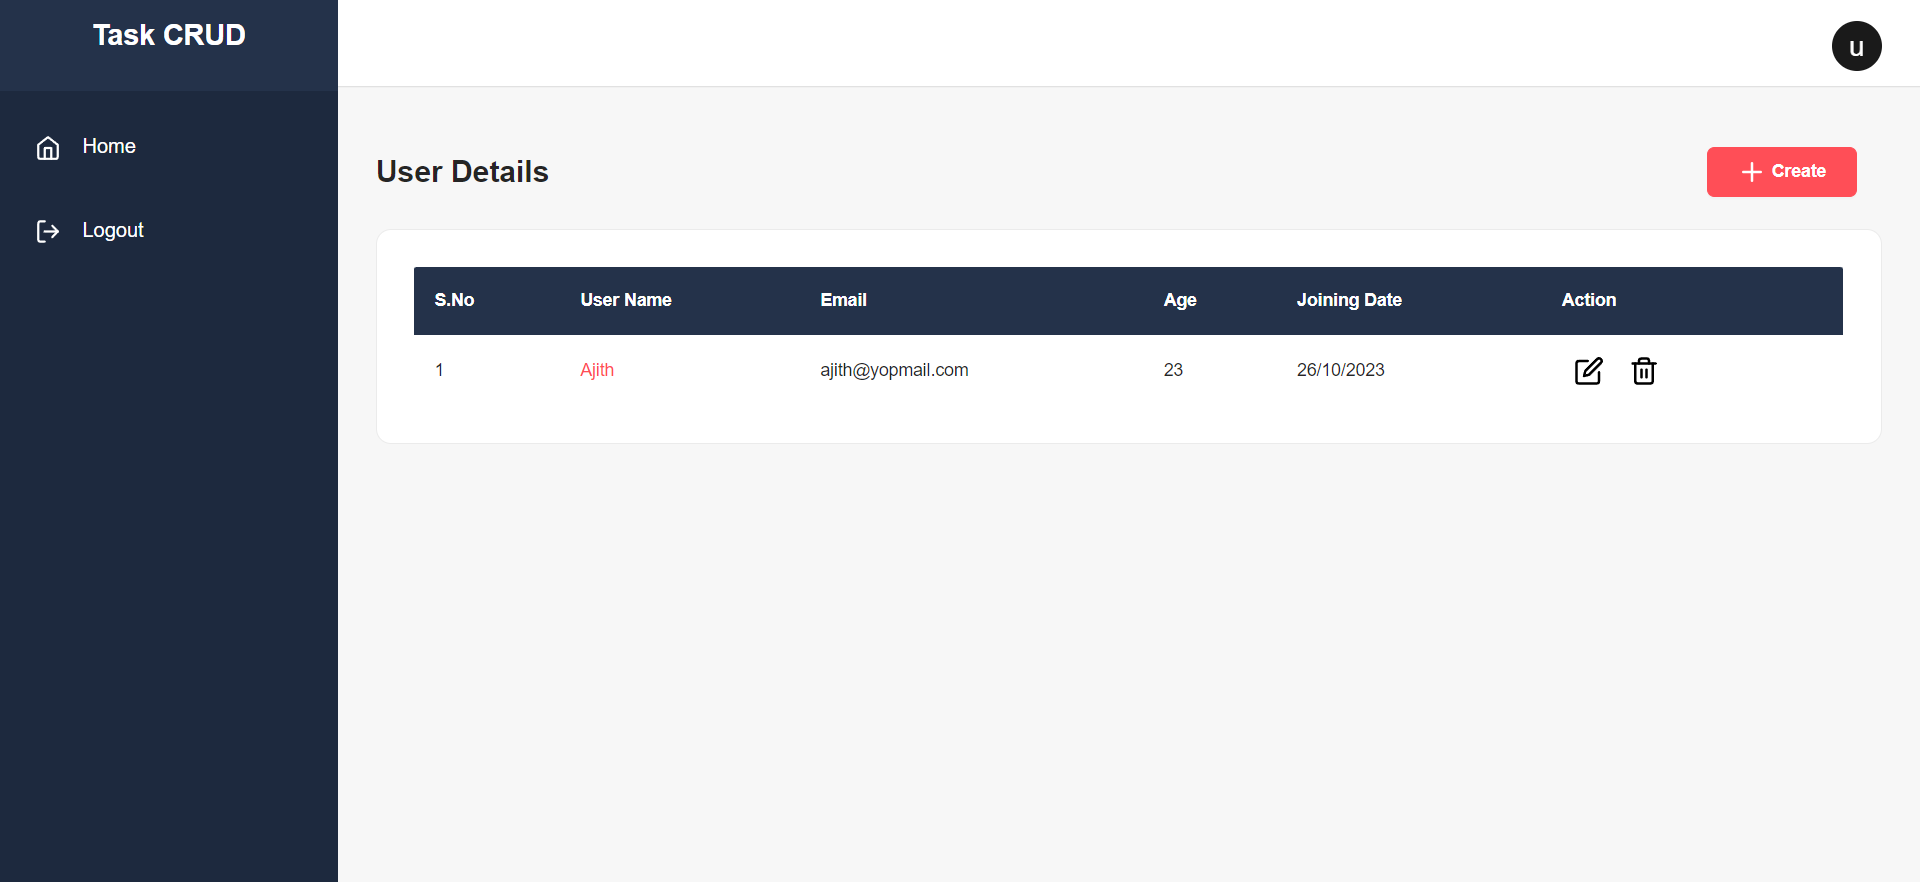 Task CRUD
u
Home
Logout
User Details
Create
S.No User Name Email Age Joining Date Action
1 Ajith ajith@yopmail.com 23 26/10/2023